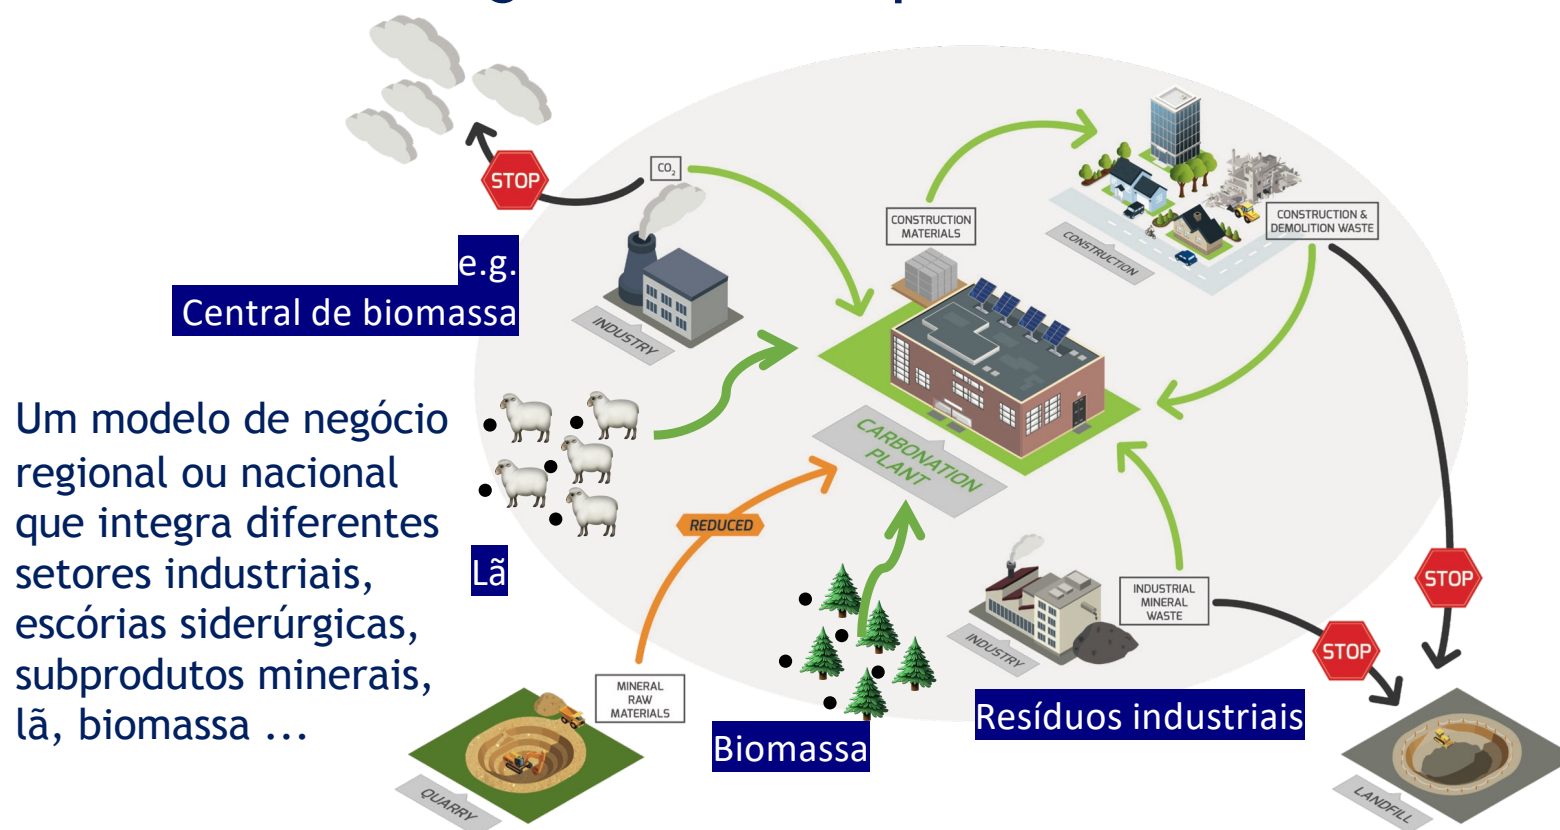 STOP
CO₂
e.g.
Central de biomassa
INDUSTRY
CONSTRUCTION
MATERIALS
CONSTRUCTION
CONSTRUCTION &
DEMOLITION WASTE
Um modelo de negócio
regional ou nacional
que integra diferentes
setores industriais,
escórias siderúrgicas,
subprodutos minerais,
lã, biomassa ...
Lã
CARBONATION
PLANT
REDUCED
MINERAL
RAW
MATERIALS
QUARRY
Biomassa
INDUSTRY
INDUSTRIAL
MINERAL
WASTE
Resíduos industriais
STOP
STOP
LANDFILL